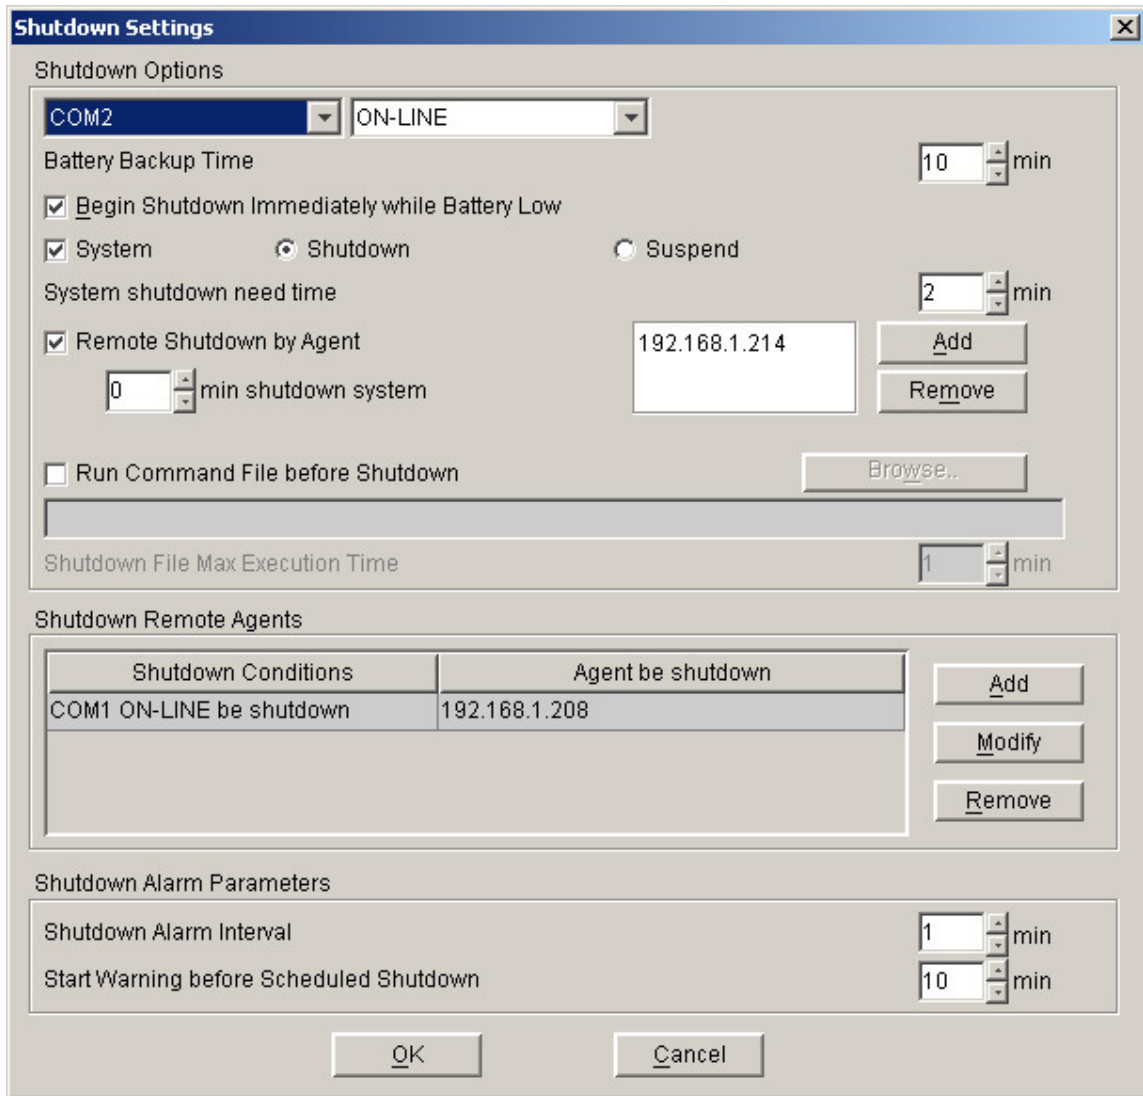 Shutdown Settings
Shutdown Options
COM2 ON-LINE
Battery Backup Time 10 min
Begin Shutdown Immediately while Battery Low
System Shutdown Suspend
System shutdown need time 2 min
Remote Shutdown by Agent 192.168.1.214 Add
0 min shutdown system Remove
Run Command File before Shutdown Browse..
Shutdown File Max Execution Time 1 min
Shutdown Remote Agents
Shutdown Conditions Agent be shutdown Add
COM1 ON-LINE be shutdown 192.168.1.208
Modify
Remove
Shutdown Alarm Parameters
Shutdown Alarm Interval 1 min
Start Warning before Scheduled Shutdown 10 min
OK Cancel